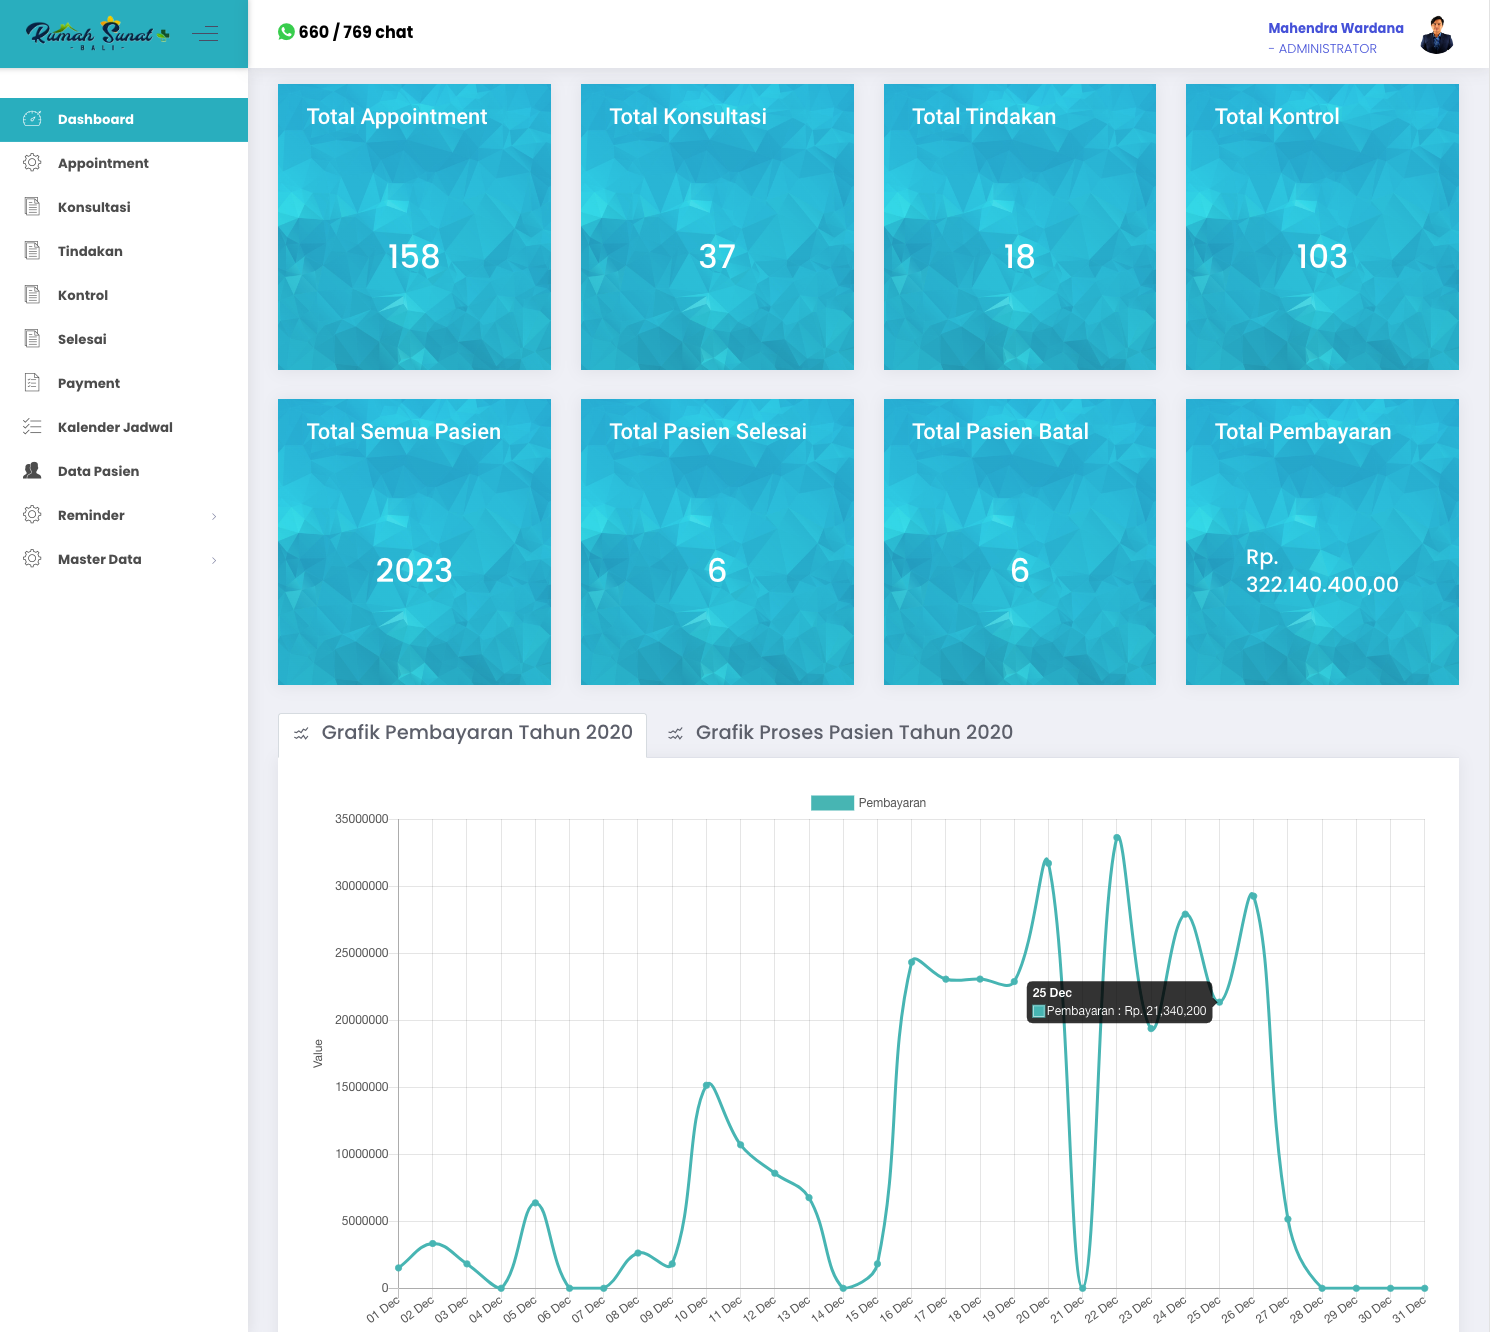 Rumah Sunat
- BALI -
660 / 769 chat
Mahendra Wardana
- ADMINISTRATOR
Dashboard
Appointment
Konsultasi
Tindakan
Kontrol
Selesai
Payment
Kalender Jadwal
Data Pasien
Reminder
Master Data
Total Appointment
158
Total Konsultasi
37
Total Tindakan
18
Total Kontrol
103
Total Semua Pasien
2023
Total Pasien Selesai
6
Total Pasien Batal
6
Total Pembayaran
Rp.
322.140.400,00
Grafik Pembayaran Tahun 2020
Grafik Proses Pasien Tahun 2020
Pembayaran
35000000
30000000
25000000
20000000
15000000
10000000
5000000
0
Value
25 Dec
Pembayaran : Rp. 21,340,200
01 Dec
02 Dec
03 Dec
04 Dec
05 Dec
06 Dec
07 Dec
08 Dec
09 Dec
10 Dec
11 Dec
12 Dec
13 Dec
14 Dec
15 Dec
16 Dec
17 Dec
18 Dec
19 Dec
20 Dec
21 Dec
22 Dec
23 Dec
24 Dec
25 Dec
26 Dec
27 Dec
28 Dec
29 Dec
30 Dec
31 Dec